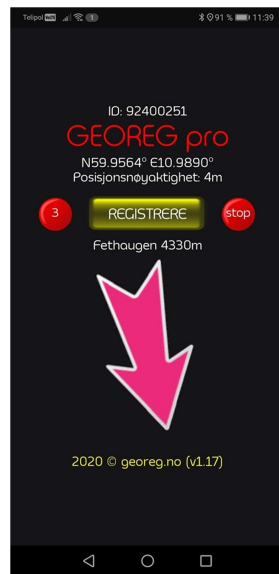 Telipol 91 % 11:39
ID: 92400251
GEOREG pro
N59.9564° E10.9890°
Posisjonsnøyaktighet: 4m
3 REGISTRERE stop
Fethaugen 4330m
2020 © georeg.no (v1.17)